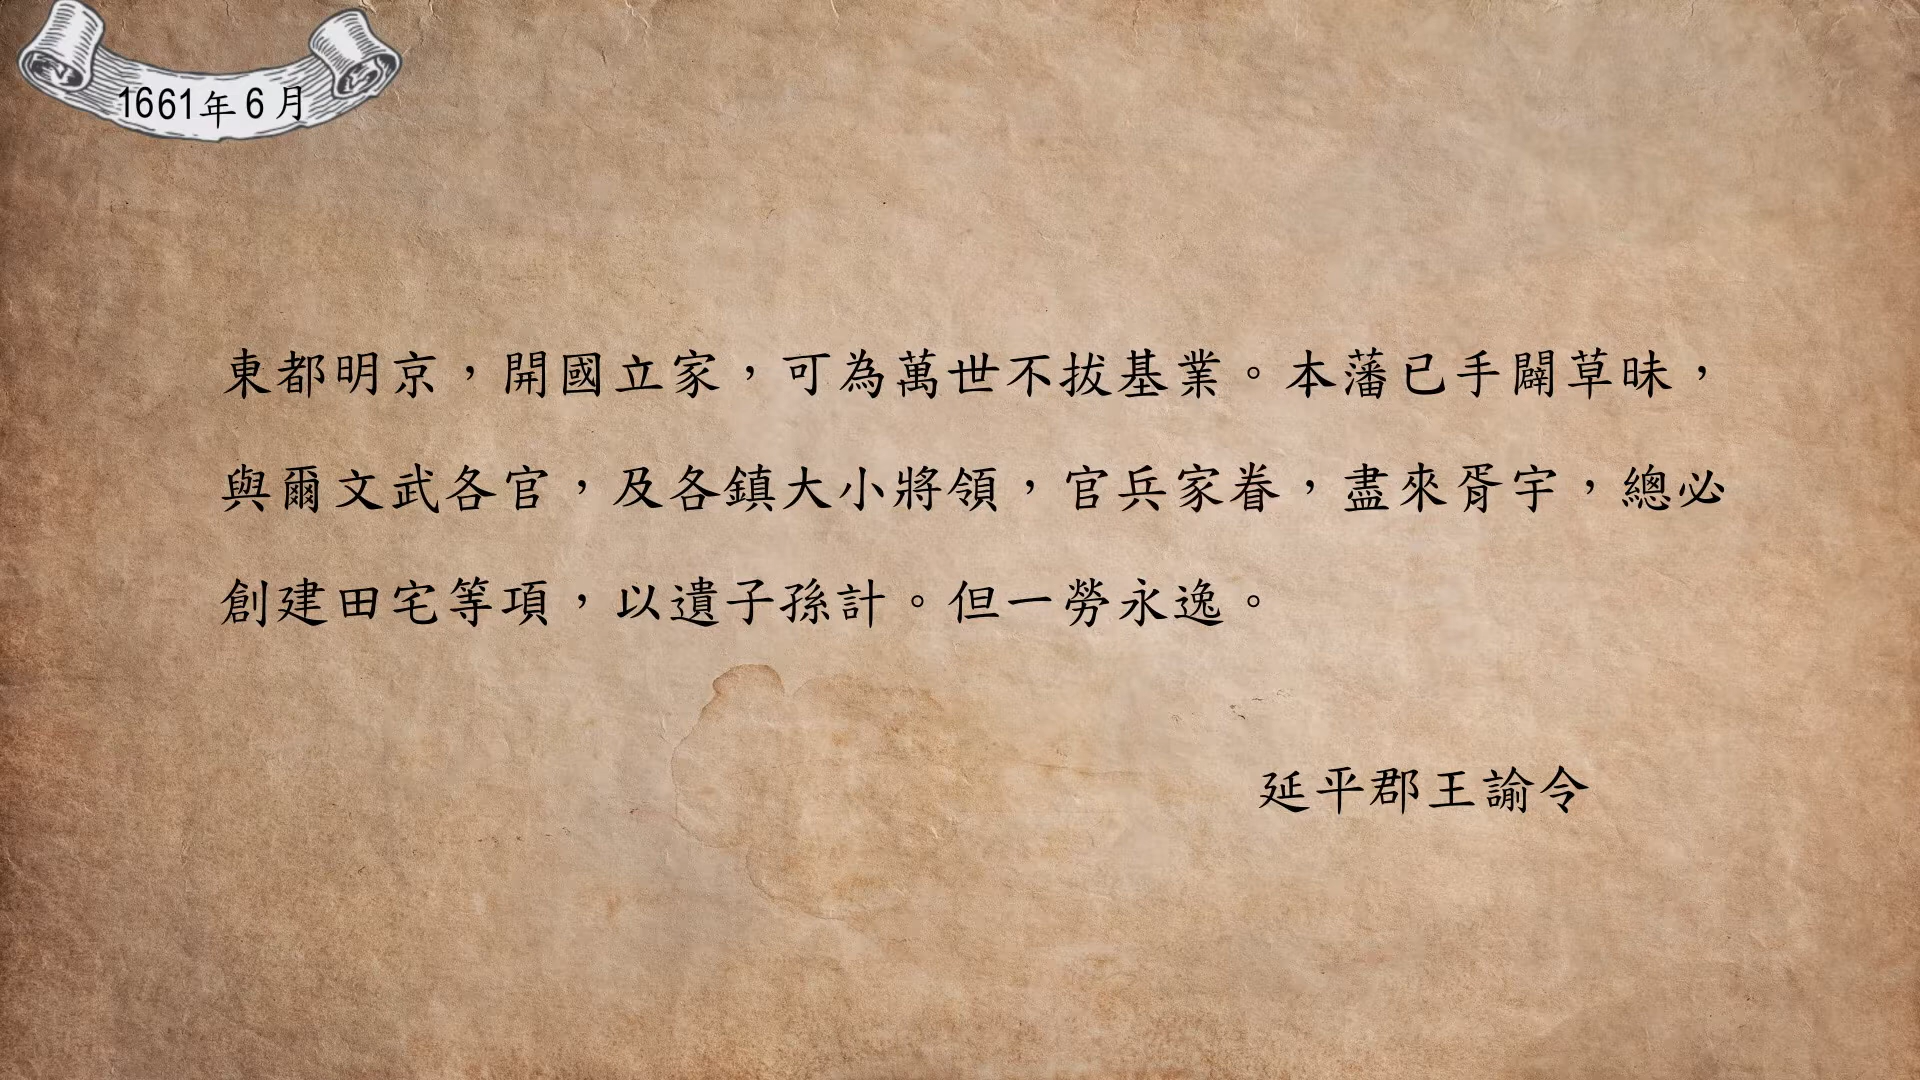 1661年6月
東都明京，開國立家，可為萬世不拔基業。本藩已手闢草昧，
與爾文武各官，及各鎮大小將領，官兵家眷，盡來胥宇，總必
創建田宅等項，以遺子孫計。但一勞永逸。
延平郡王諭令